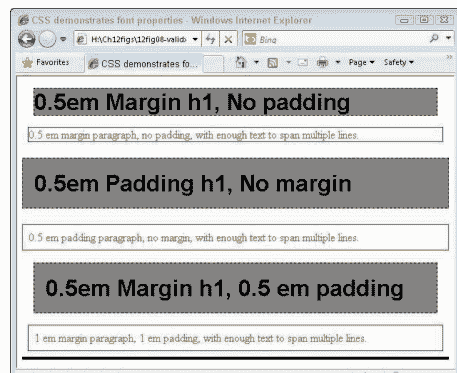 CSS demonstrates font properties - Windows Internet Explorer
H:\Ch12figs\12fig08-valid
Bing
Favorites
CSS demonstrates fo...
Page
Safety
0.5em Margin h1, No padding
0.5 em margin paragraph, no padding, with enough text to span multiple lines.
0.5em Padding h1, No margin
0.5 em padding paragraph, no margin, with enough text to span multiple lines.
0.5em Margin h1, 0.5 em padding
1 em margin paragraph, 1 em padding, with enough text to span multiple lines.